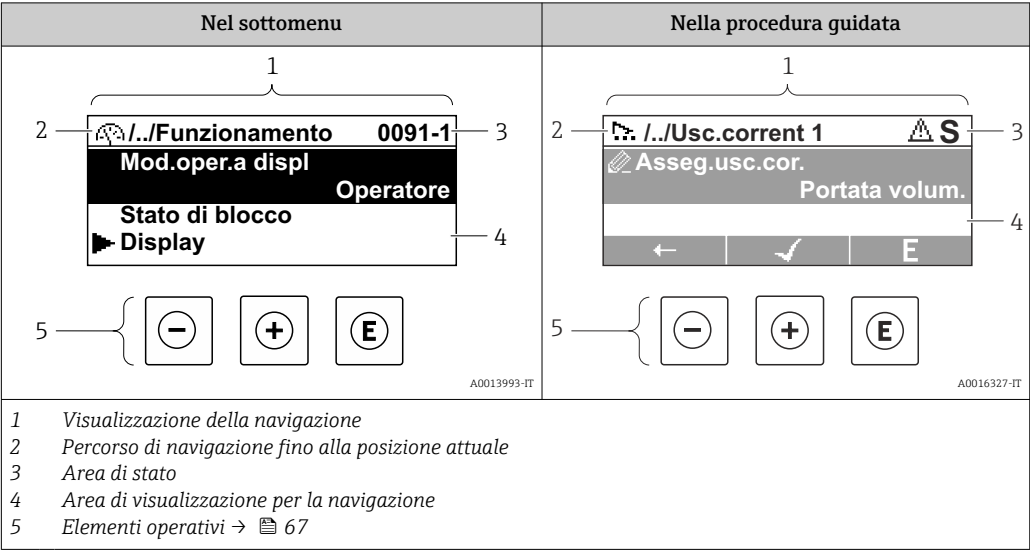 Nel sottomenu
Nella procedura guidata
1
2
/../Funzionamento 0091-1
3
Mod.oper.a displ
Operatore
Stato di blocco
Display
4
5
- + E
A0013993-IT
1
2
/../Usc.corrent 1 S
3
Asseg.usc.cor.
Portata volum.
4
E
5
- + E
A0016327-IT
1 Visualizzazione della navigazione
2 Percorso di navigazione fino alla posizione attuale
3 Area di stato
4 Area di visualizzazione per la navigazione
5 Elementi operativi → 67